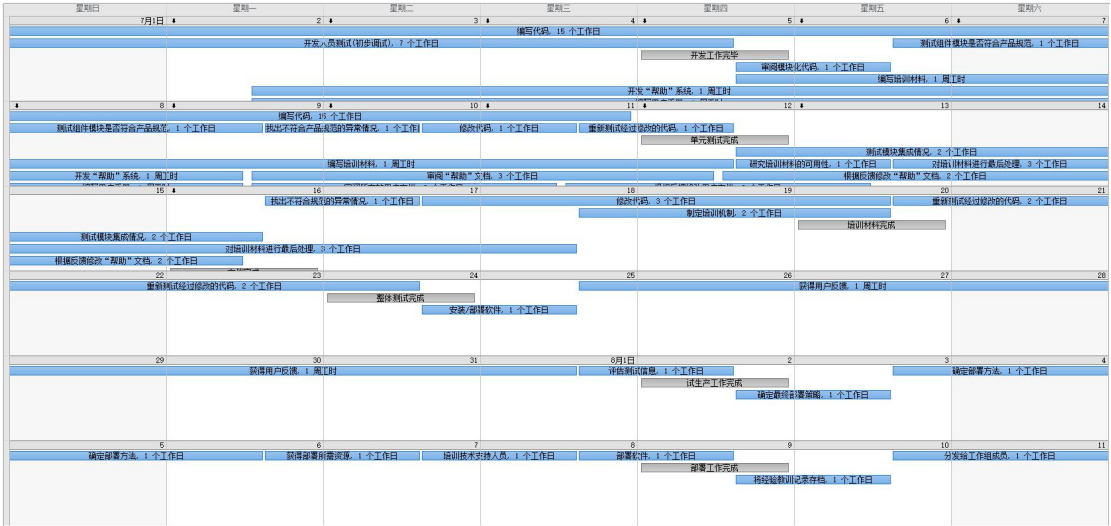 星期日 星期一 星期二 星期三 星期四 星期五 星期六
7月1日 2 3 4 5 6 7
编写代码, 15 个工作日
开发人员测试(初步调试), 7 个工作日 测试组件模块是否符合产品规范, 1 个工作日
开发工作完毕
审阅模块化代码, 1 个工作日
编写培训材料, 1 周工时
开发“帮助”系统, 1 周工时
8 9 10 11 12 13 14
编写代码, 15 个工作日
测试组件模块是否符合产品规范, 1 个工作日 找出不符合产品规范的异常情况, 1 个工作日 修改代码, 1 个工作日 重新测试经过修改的代码, 1 个工作日
单元测试完成
测试模块集成情况, 2 个工作日
编写培训材料, 1 周工时 研究培训材料的可用性, 1 个工作日 对培训材料进行最后处理, 3 个工作日
开发“帮助”系统, 1 周工时 审阅“帮助”文档, 3 个工作日 根据反馈修改“帮助”文档, 2 个工作日
15 16 17 18 19 20 21
找出不符合规范的异常情况, 1 个工作日 修改代码, 3 个工作日 重新测试经过修改的代码, 2 个工作日
制定培训机制, 2 个工作日 培训材料完成
测试模块集成情况, 2 个工作日
对培训材料进行最后处理, 3 个工作日
根据反馈修改“帮助”文档, 2 个工作日
22 23 24 25 26 27 28
重新测试经过修改的代码, 2 个工作日 获得用户反馈, 1 周工时
整体测试完成
安装/部署软件, 1 个工作日
29 30 31 8月1日 2 3 4
获得用户反馈, 1 周工时 评估测试信息, 1 个工作日 确定部署方法, 1 个工作日
试生产工作完成
确定最终部署策略, 1 个工作日
5 6 7 8 9 10 11
确定部署方法, 1 个工作日 获得部署所需资源, 1 个工作日 培训技术支持人员, 1 个工作日 部署软件, 1 个工作日 分发给工作组成员, 1 个工作日
部署工作完成
将经验教训记录存档, 1 个工作日